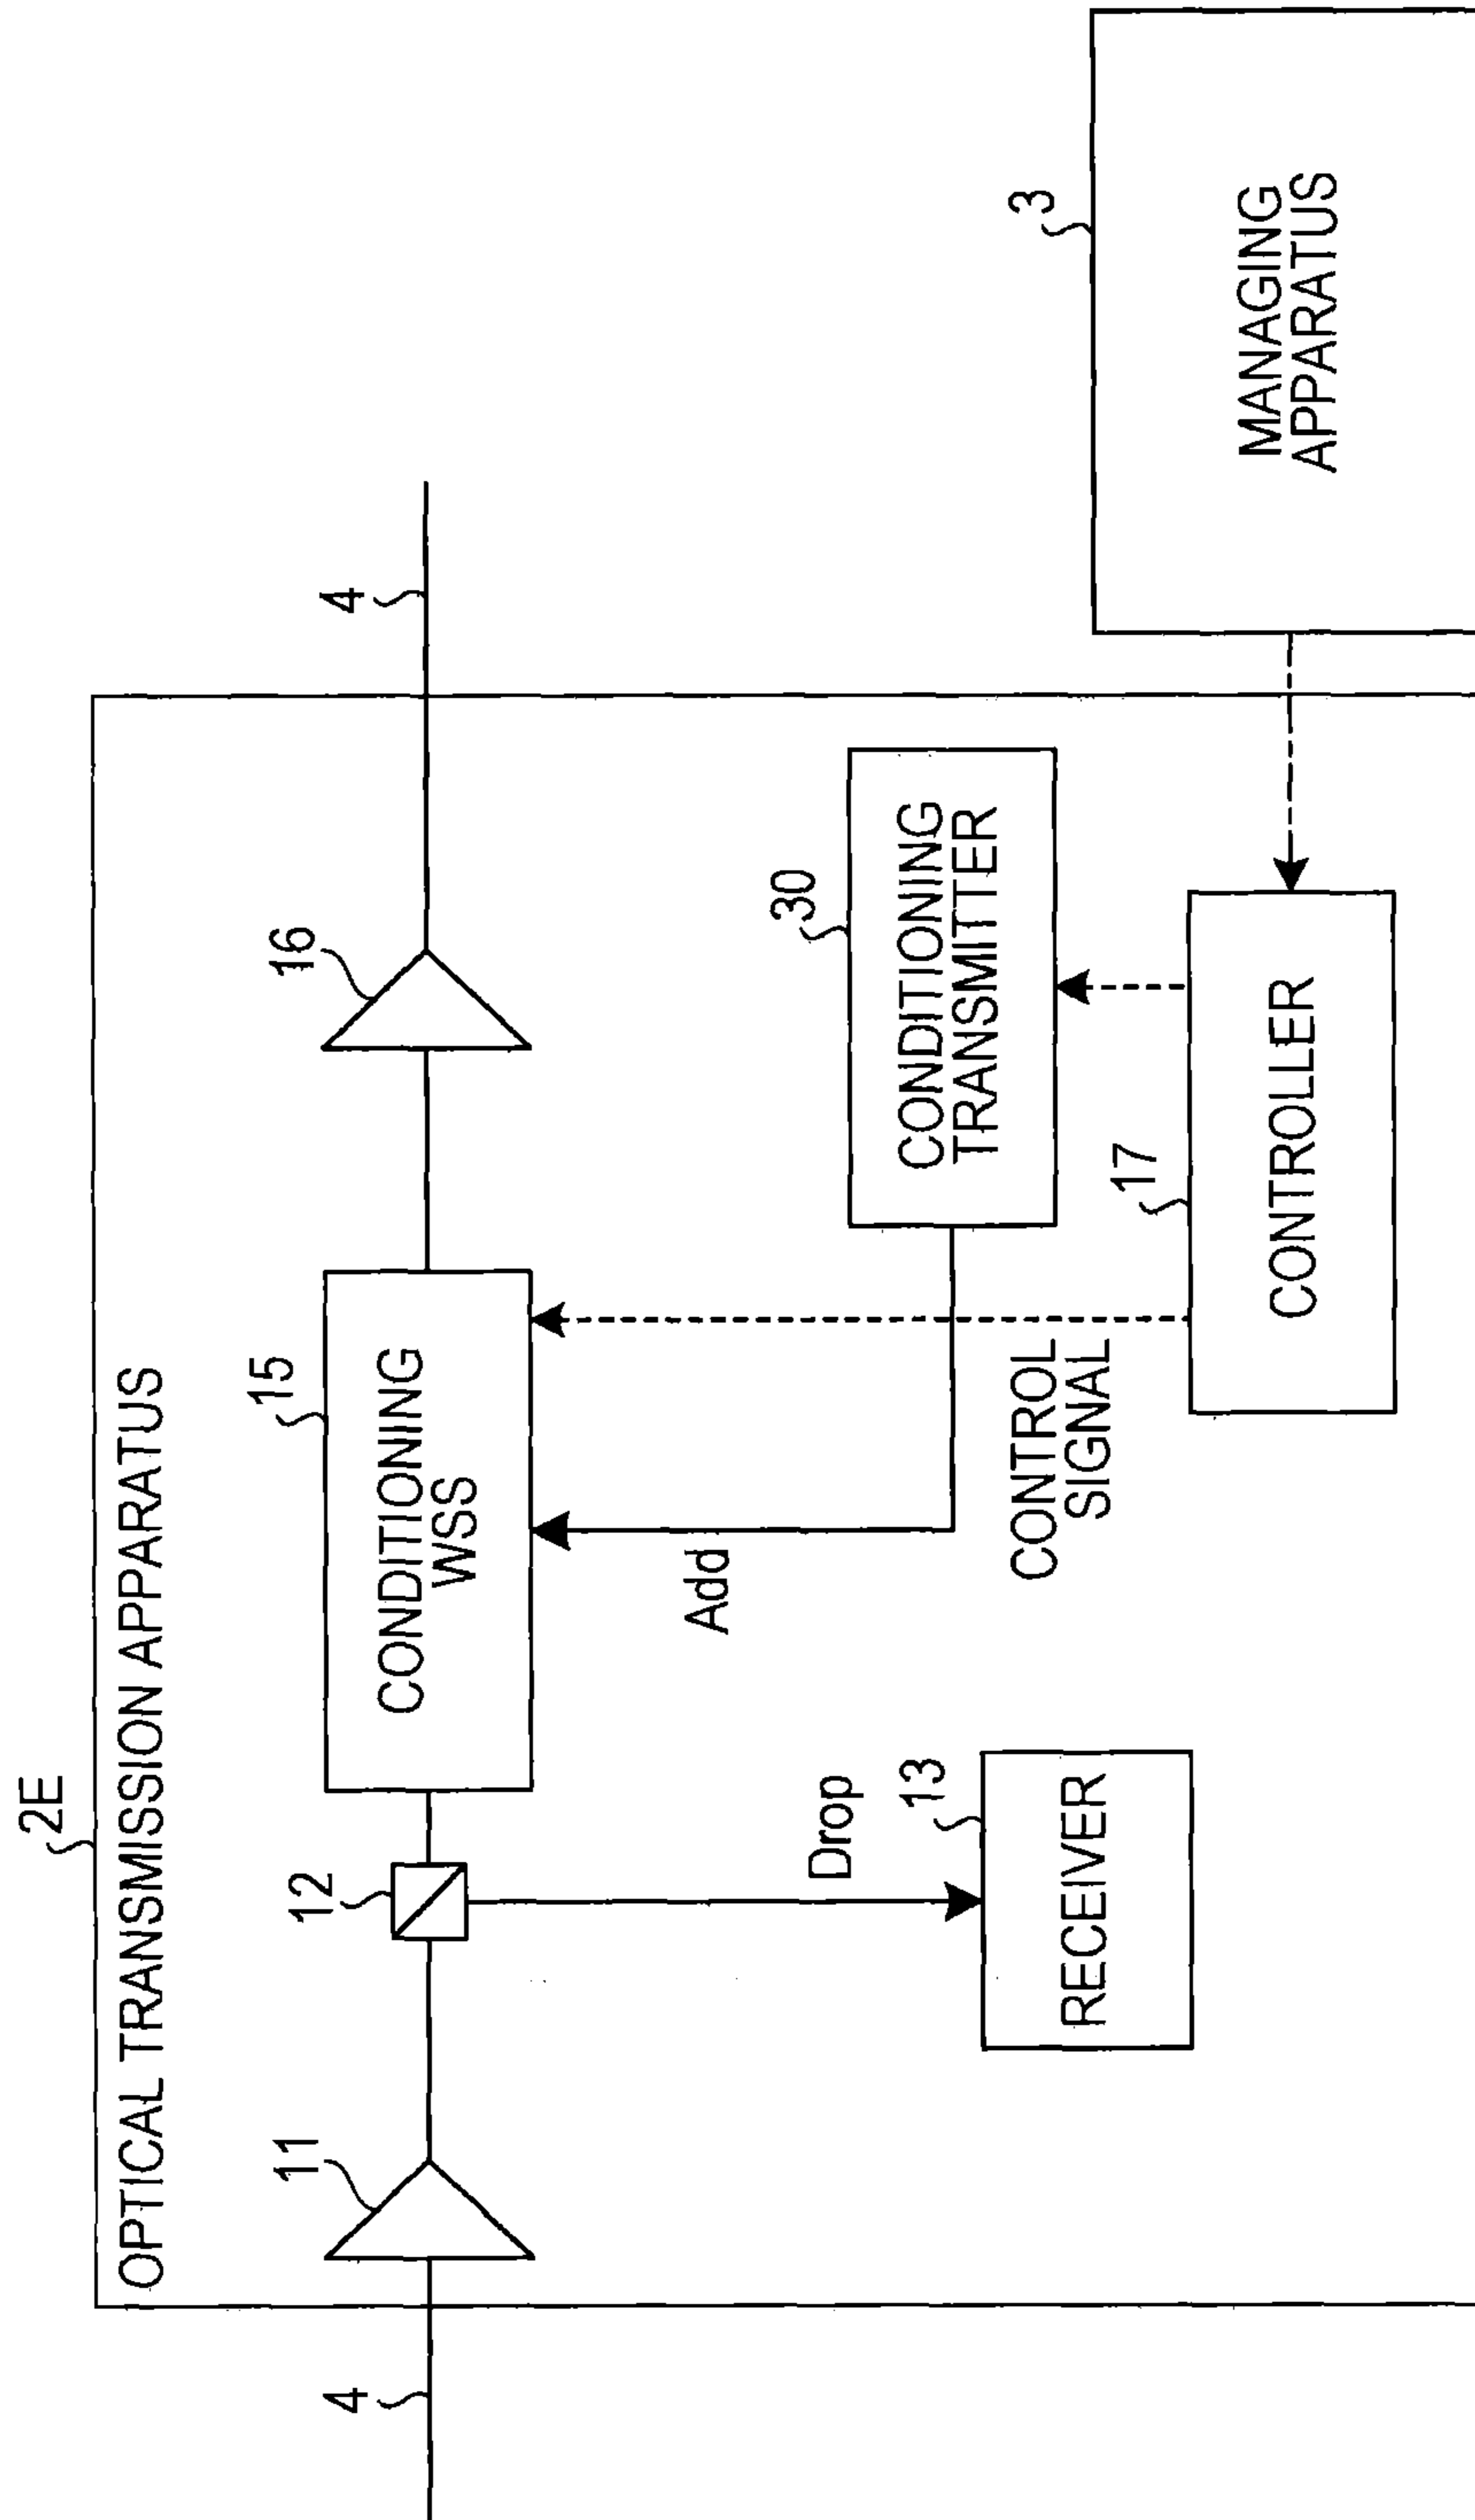 2E
OPTICAL TRANSMISSION APPARATUS
4
11
12
15
16
4
CONDITIONING
WSS
Add
Drop
30
CONDITIONING
TRANSMITTER
3
MANAGING
APPARATUS
13
RECEIVER
CONTROL
SIGNAL
17
CONTROLLER